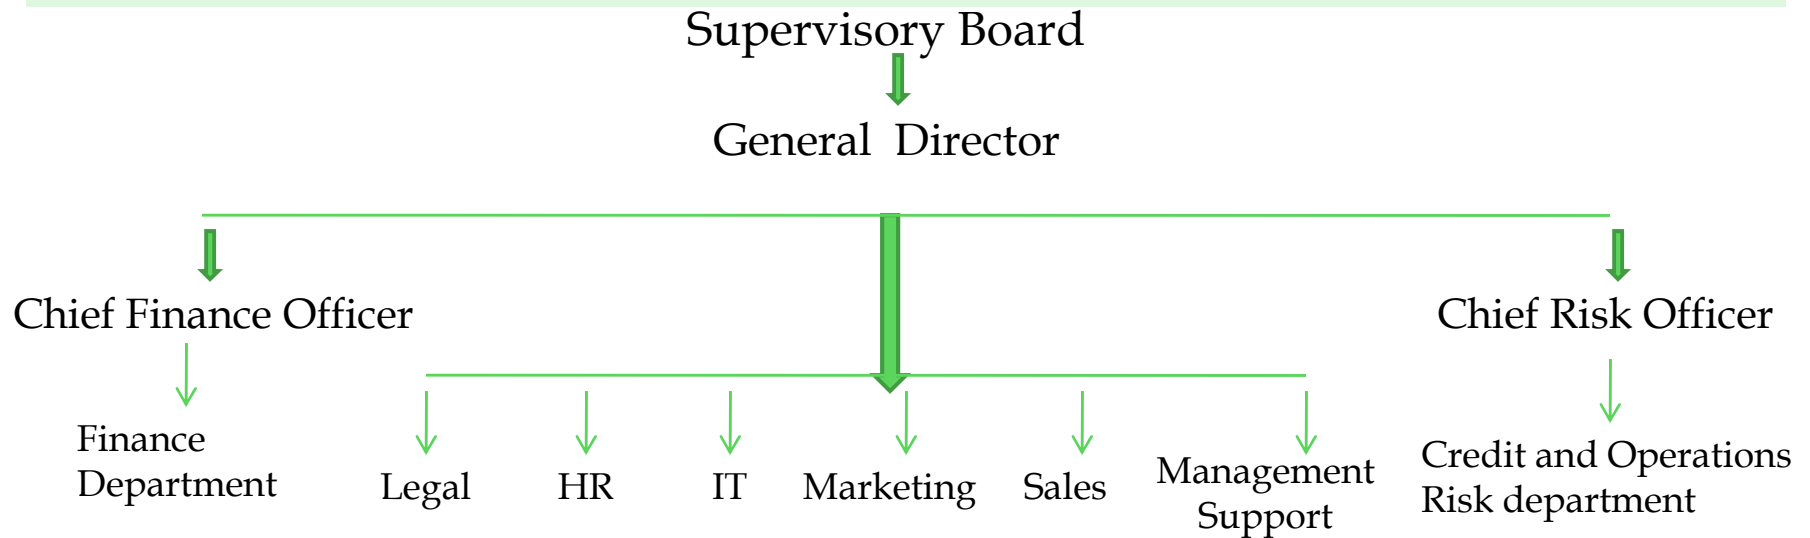 Supervisory Board
General Director
Chief Finance Officer
Chief Risk Officer
Finance
Department
Legal
HR
IT
Marketing
Sales
Management
Support
Credit and Operations
Risk department